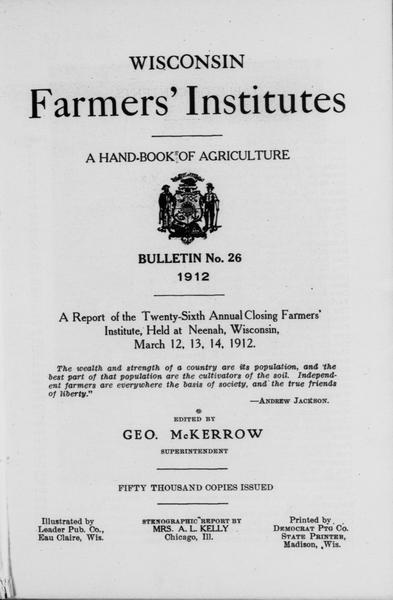 WISCONSIN
Farmers' Institutes
A HAND-BOOK OF AGRICULTURE
BULLETIN No. 26
1912
A Report of the Twenty-Sixth Annual Closing Farmers'
Institute, Held at Neenah, Wisconsin,
March 12, 13, 14, 1912.
The wealth and strength of a country are its population, and the
best part of that population are the cultivators of the soil. Independ-
ent farmers are everywhere the basis of society, and the true friends
of liberty."
—ANDREW JACKSON.
EDITED BY
GEO. McKERROW
SUPERINTENDENT
FIFTY THOUSAND COPIES ISSUED
Illustrated by
Leader Pub. Co.,
Eau Claire, Wis.
STENOGRAPHIC REPORT BY
MRS. A. L. KELLY
Chicago, Ill.
Printed by
DEMOCRAT PTG CO.
STATE PRINTER,
Madison, Wis.